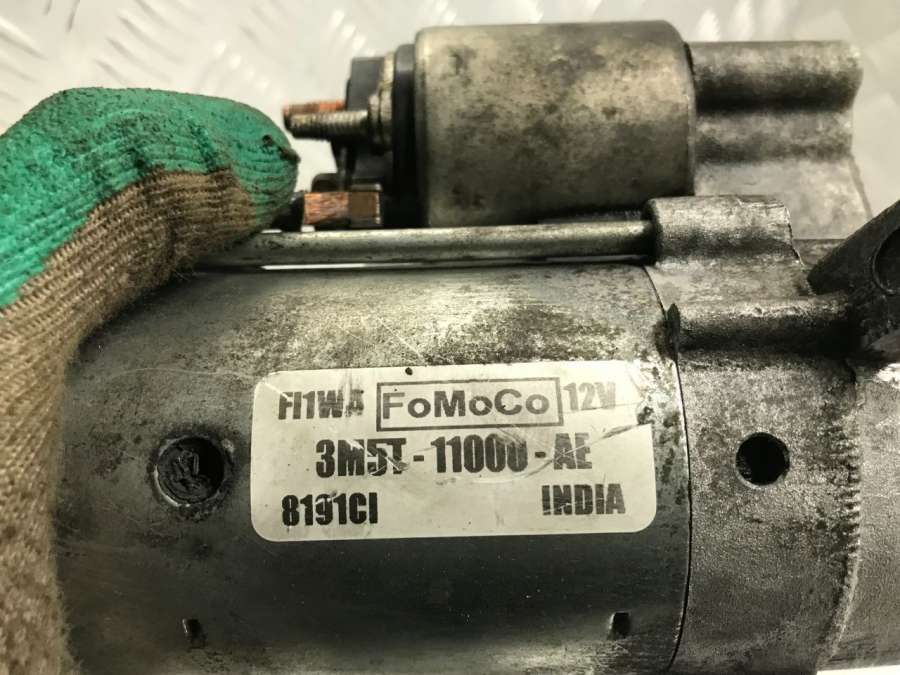 FI1WA FoMoCo 12V
3M5T-11000-AE
8191CI INDIA